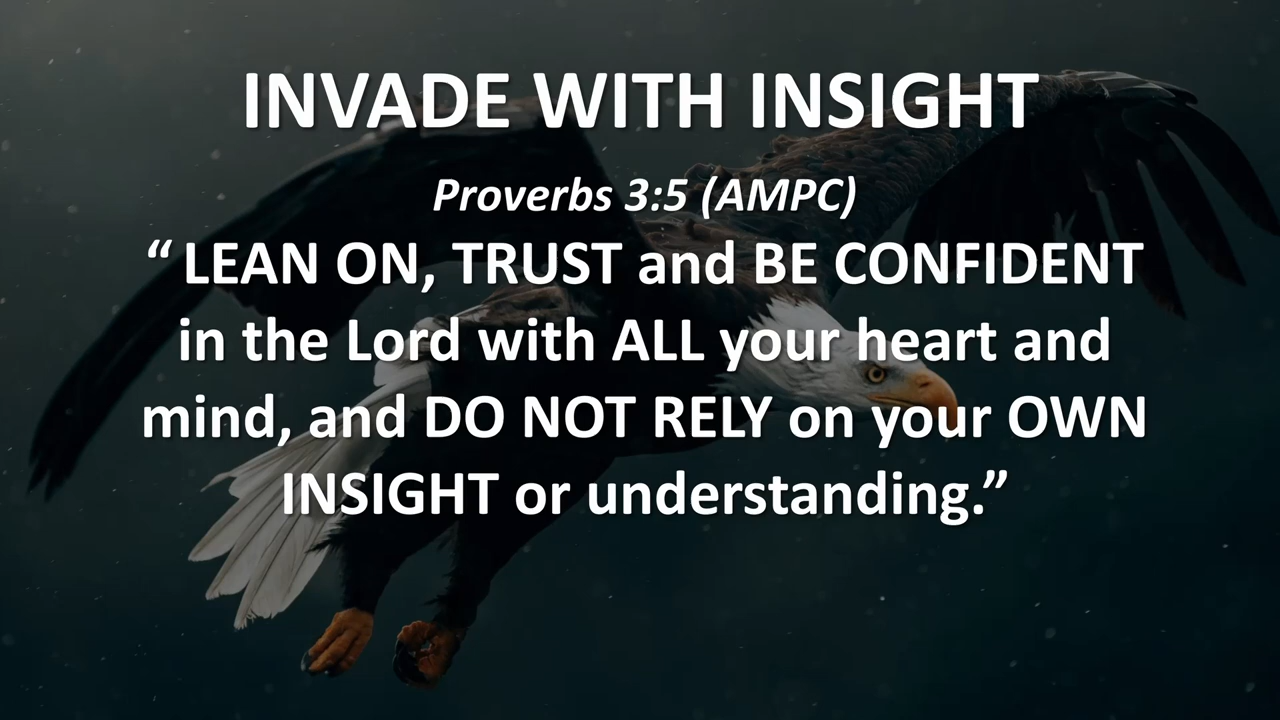 INVADE WITH INSIGHT
Proverbs 3:5 (AMPC)
“ LEAN ON, TRUST and BE CONFIDENT
in the Lord with ALL your heart and
mind, and DO NOT RELY on your OWN
INSIGHT or understanding.”